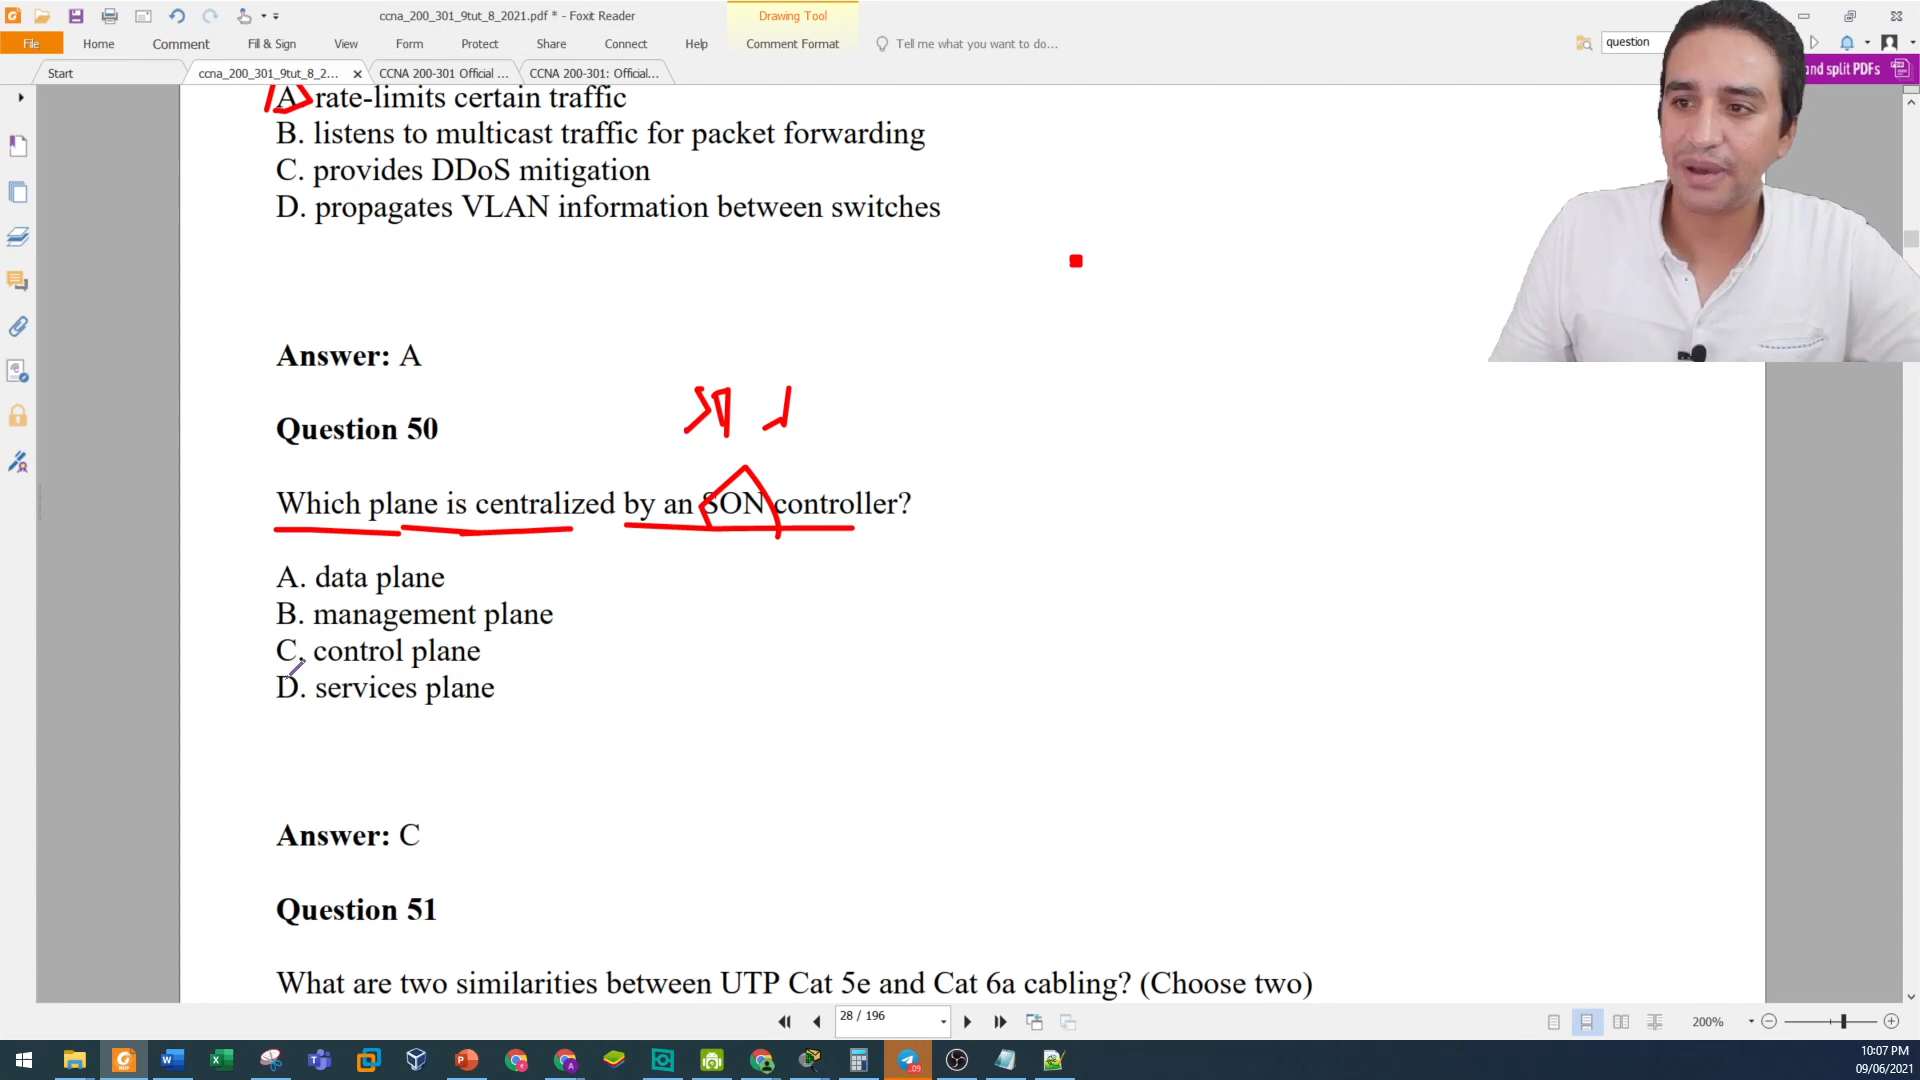 ccna_200_301_9tut_8_2021.pdf * - Foxit Reader
Drawing Tool
File Home Comment Fill & Sign View Form Protect Share Connect Help Comment Format Tell me what you want to do... question
Start ccna_200_301_9tut_8_2... CCNA 200-301 Official ... CCNA 200-301: Official... and split PDFs
A rate-limits certain traffic
B. listens to multicast traffic for packet forwarding
C. provides DDoS mitigation
D. propagates VLAN information between switches
Answer: A
Question 50
Which plane is centralized by an SON controller?
A. data plane
B. management plane
C. control plane
D. services plane
Answer: C
Question 51
What are two similarities between UTP Cat 5e and Cat 6a cabling? (Choose two)
28 / 196
200%
10:07 PM
09/06/2021